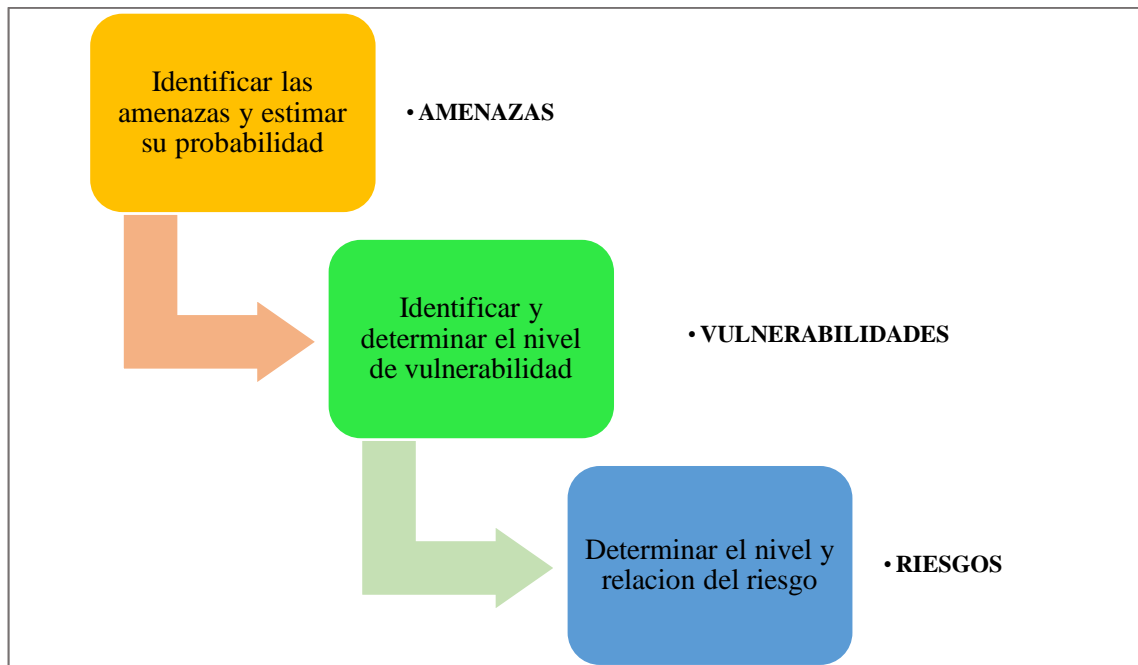 Identificar las
amenazas y estimar
su probabilidad
• AMENAZAS
Identificar y
determinar el nivel
de vulnerabilidad
• VULNERABILIDADES
Determinar el nivel y
relacion del riesgo
• RIESGOS